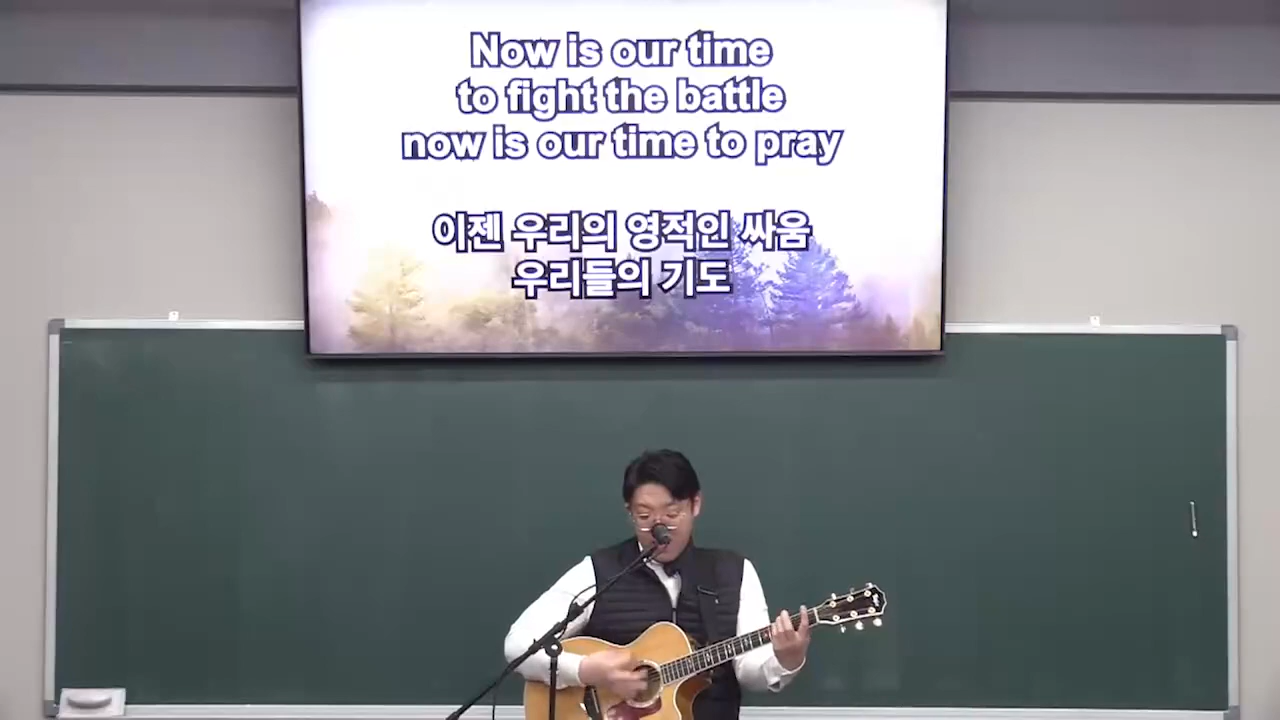 Now is our time
to fight the battle
now is our time to pray
이젠 우리의 영적인 싸움
우리들의 기도